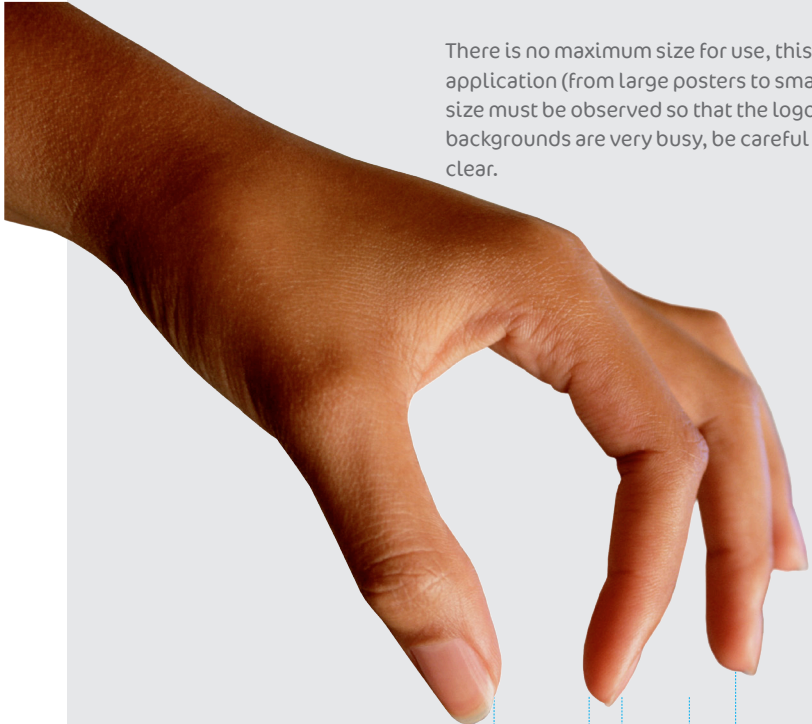 There is no maximum size for use, this
application (from large posters to sma
size must be observed so that the logo
backgrounds are very busy, be careful
clear.